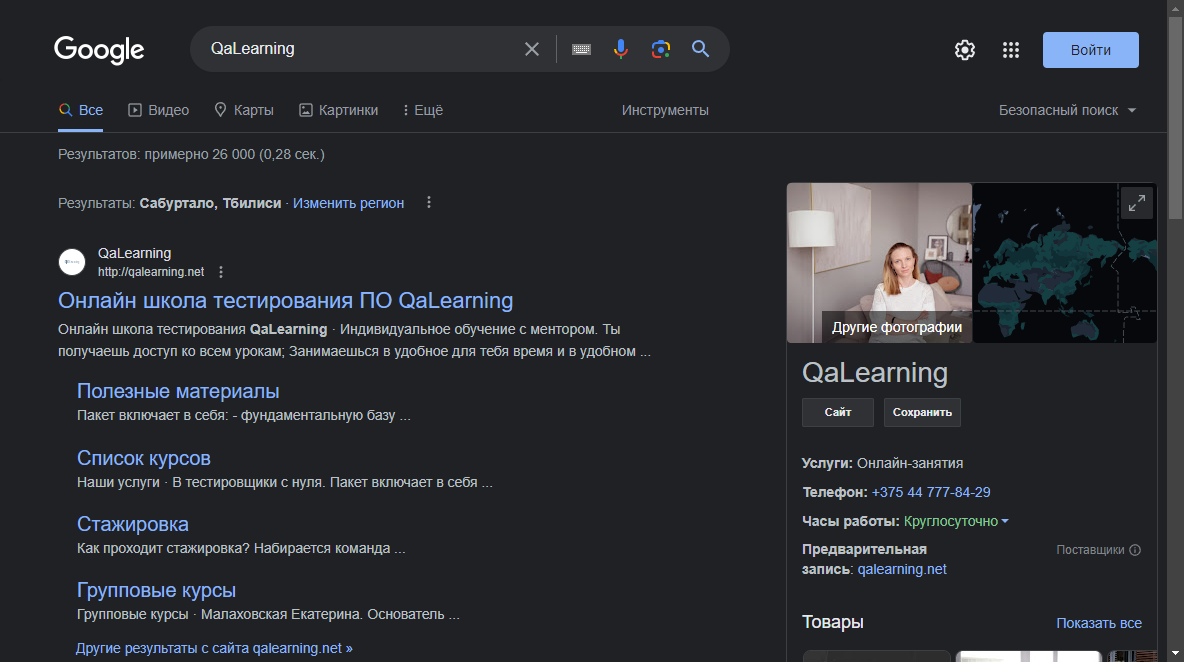 Google
QaLearning
Войти
Все
Видео
Карты
Картинки
Ещё
Инструменты
Безопасный поиск
Результатов: примерно 26 000 (0,28 сек.)
Результаты: Сабуртало, Тбилиси · Изменить регион
QaLearning
http://qalearning.net
Онлайн школа тестирования ПО QaLearning
Онлайн школа тестирования QaLearning · Индивидуальное обучение с ментором. Ты
получаешь доступ ко всем урокам; Занимаешься в удобное для тебя время и в удобном ...
Полезные материалы
Пакет включает в себя: - фундаментальную базу ...
Список курсов
Наши услуги · В тестировщики с нуля. Пакет включает в себя ...
Стажировка
Как проходит стажировка? Набирается команда ...
Групповые курсы
Групповые курсы · Малаховская Екатерина. Основатель ...
Другие результаты с сайта qalearning.net »
Другие фотографии
QaLearning
Сайт
Сохранить
Услуги: Онлайн-занятия
Телефон: +375 44 777-84-29
Часы работы: Круглосуточно
Предварительная
запись: qalearning.net
Поставщики
Товары
Показать все